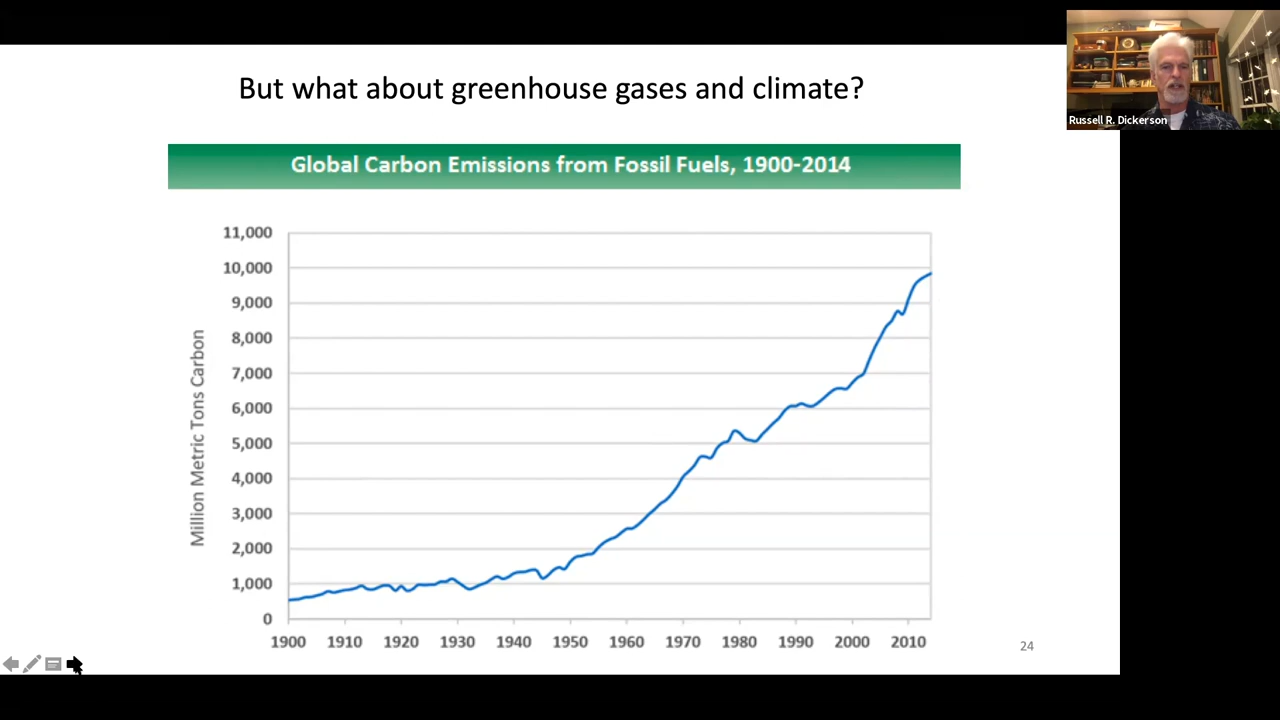 But what about greenhouse gases and climate?
Russell R. Dickerson
Global Carbon Emissions from Fossil Fuels, 1900-2014
Million Metric Tons Carbon
11,000
10,000
9,000
8,000
7,000
6,000
5,000
4,000
3,000
2,000
1,000
0
1900 1910 1920 1930 1940 1950 1960 1970 1980 1990 2000 2010
24